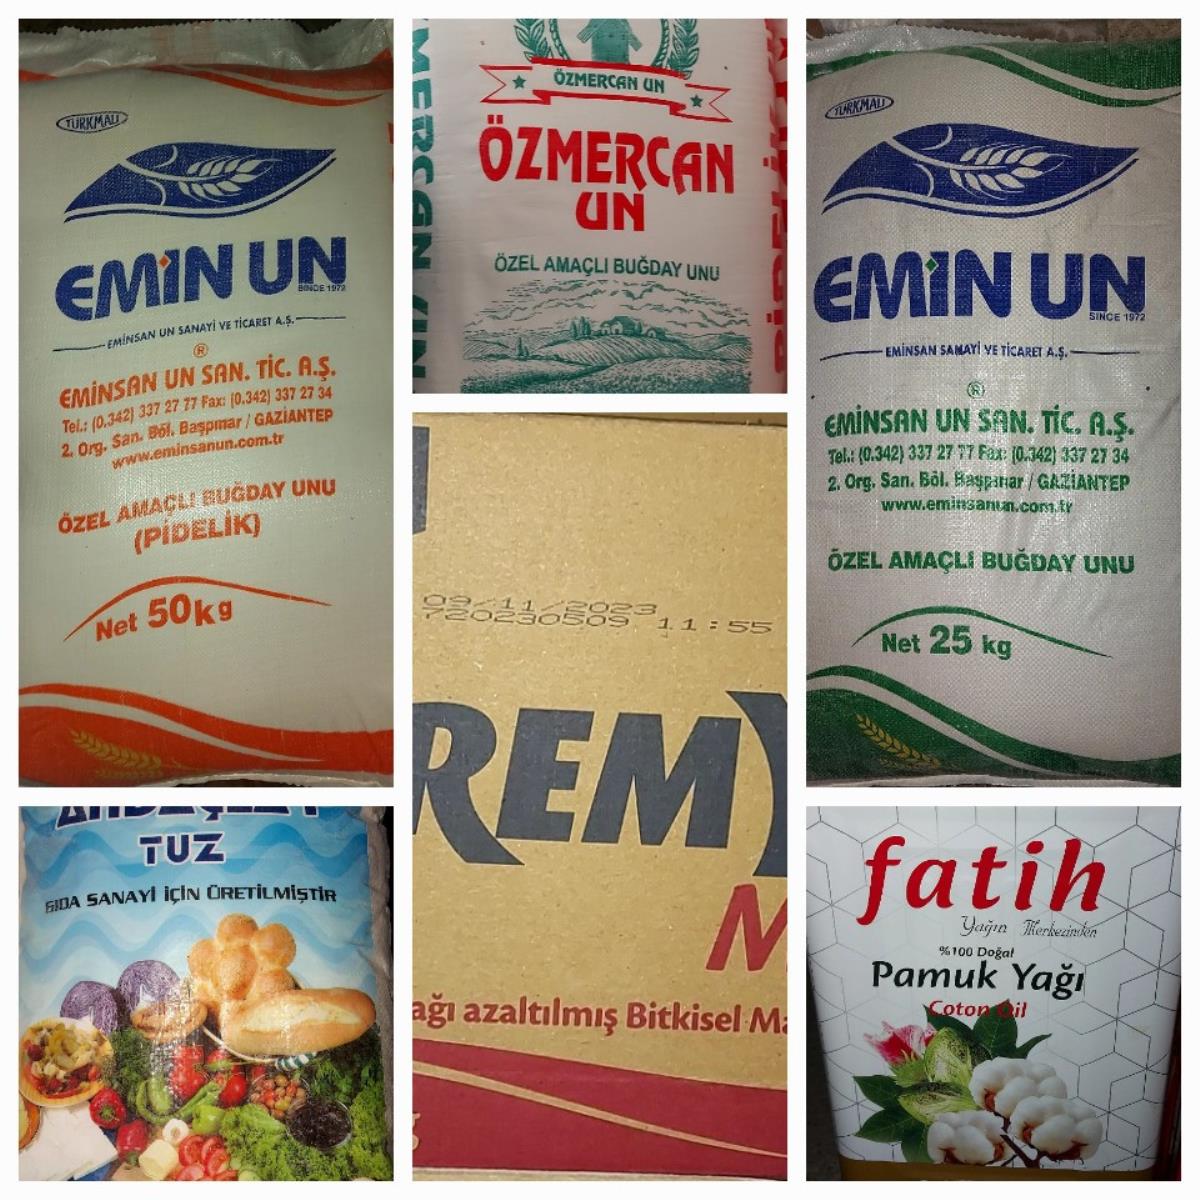 TÜRKMALI
EMİN UN
SINCE 1972
EMİNSAN UN SANAYİ VE TİCARET A.Ş.
®
EMİNSAN UN SAN. TİC. A.Ş.
Tel.: (0.342) 337 27 77 Fax: (0.342) 337 27 34
2. Org. San. Böl. Başpınar / GAZİANTEP
www.eminsanun.com.tr
ÖZEL AMAÇLI BUĞDAY UNU
(PİDELİK)
Net 50kg
ÖZMERCAN UN
ÖZMERCAN
UN
ÖZEL AMAÇLI BUĞDAY UNU
TÜRKMALI
EMİN UN
SINCE 1972
EMİNSAN SANAYİ VE TİCARET A.Ş.
®
EMİNSAN UN SAN. TİC. A.Ş.
Tel.: (0.342) 337 27 77 Fax: (0.342) 337 27 34
2. Org. San. Böl. Başpınar / GAZİANTEP
www.eminsanun.com.tr
ÖZEL AMAÇLI BUĞDAY UNU
Net 25 kg
09/11/2023
720230509 11:55
REMY
M
ağı azaltılmış Bitkisel Ma
TUZ
GIDA SANAYİ İÇİN ÜRETİLMİŞTİR
fatih
Yağın Merkezinden
%100 Doğal
Pamuk Yağı
Coton Oil